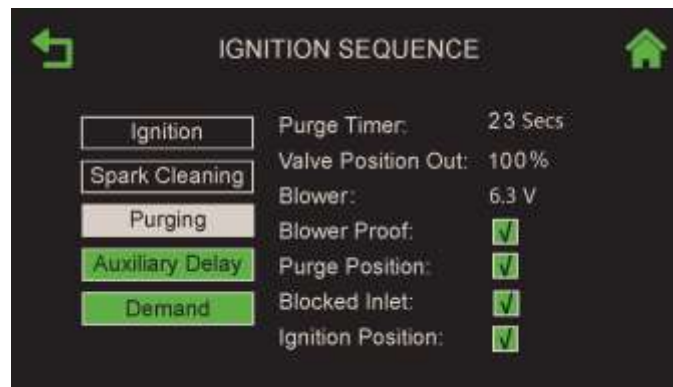 IGNITION SEQUENCE
Ignition
Spark Cleaning
Purging
Auxiliary Delay
Demand
Purge Timer: 23 Secs
Valve Position Out: 100%
Blower: 6.3 V
Blower Proof: √
Purge Position: √
Blocked Inlet: √
Ignition Position: √